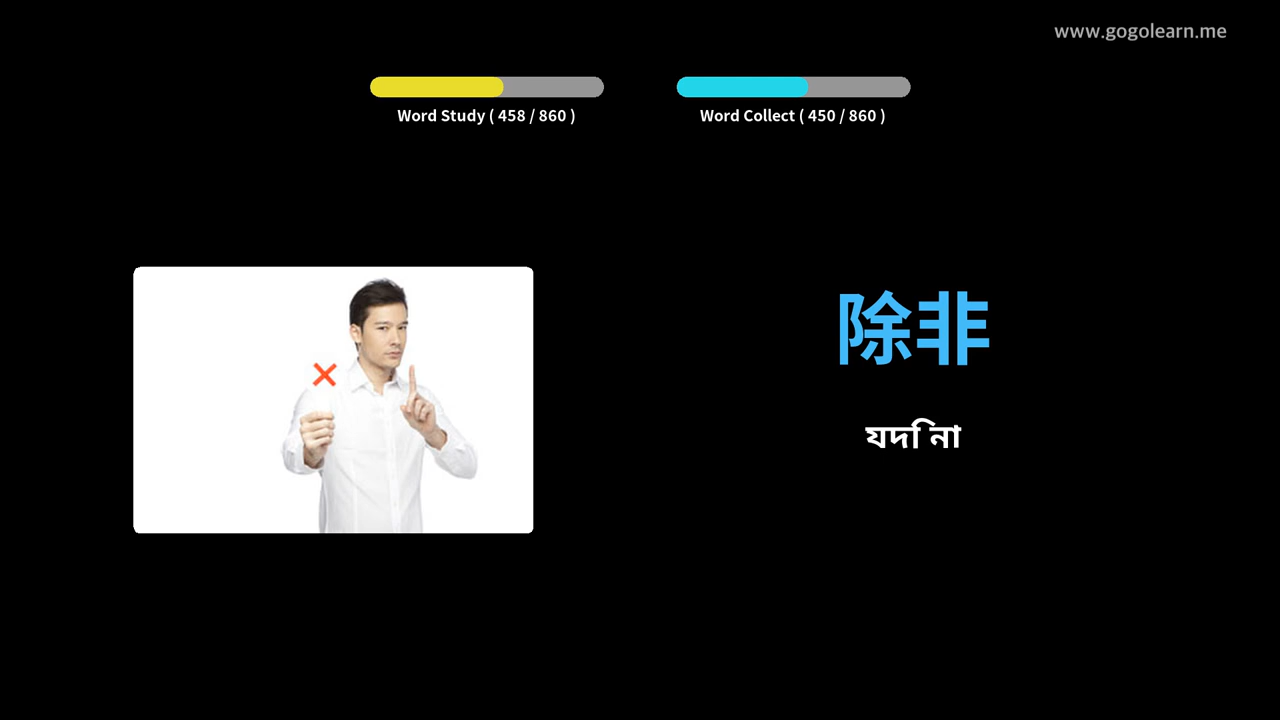 www.gogolearn.me
Word Study ( 458 / 860 )
Word Collect ( 450 / 860 )
除非
যদি না